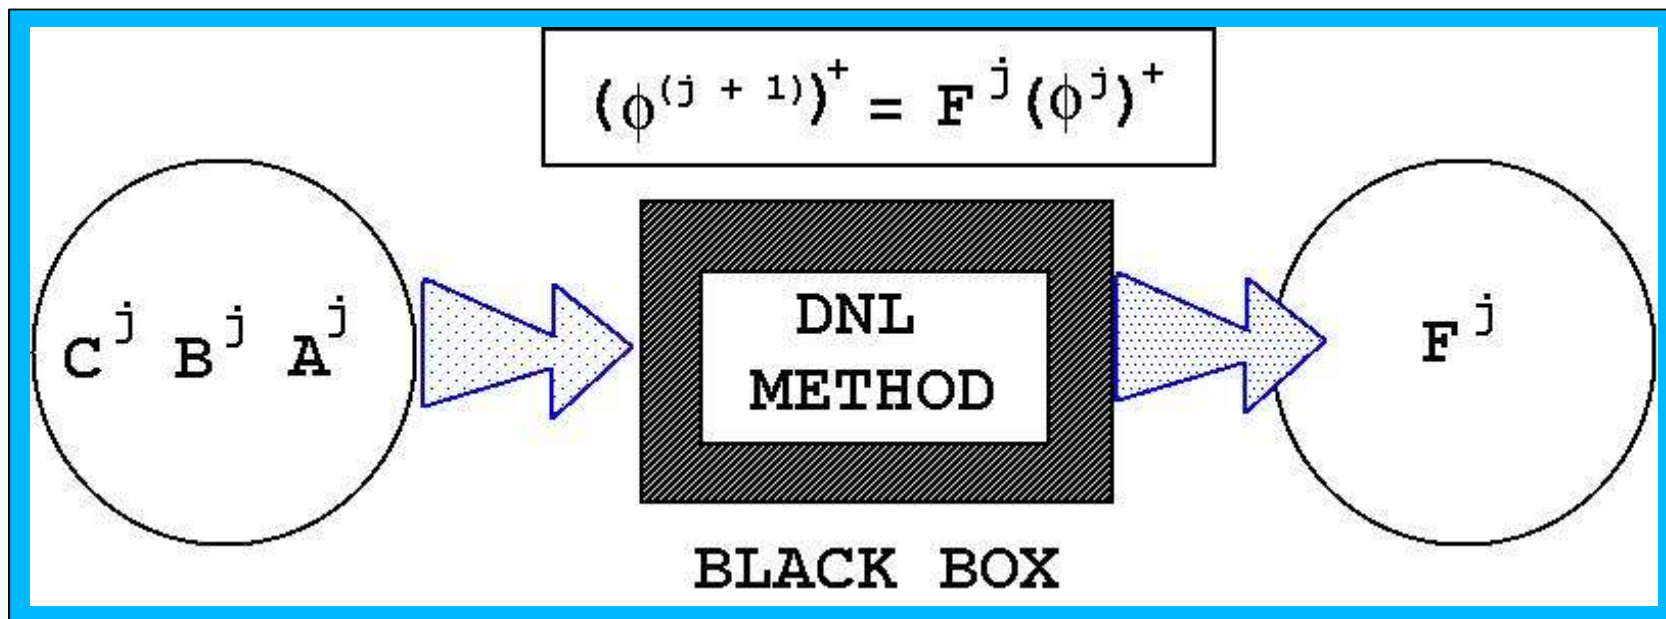 (ϕ^(j + 1))^+ = F^j(ϕ^j)^+
C^j B^j A^j
DNL
METHOD
F^j
BLACK BOX